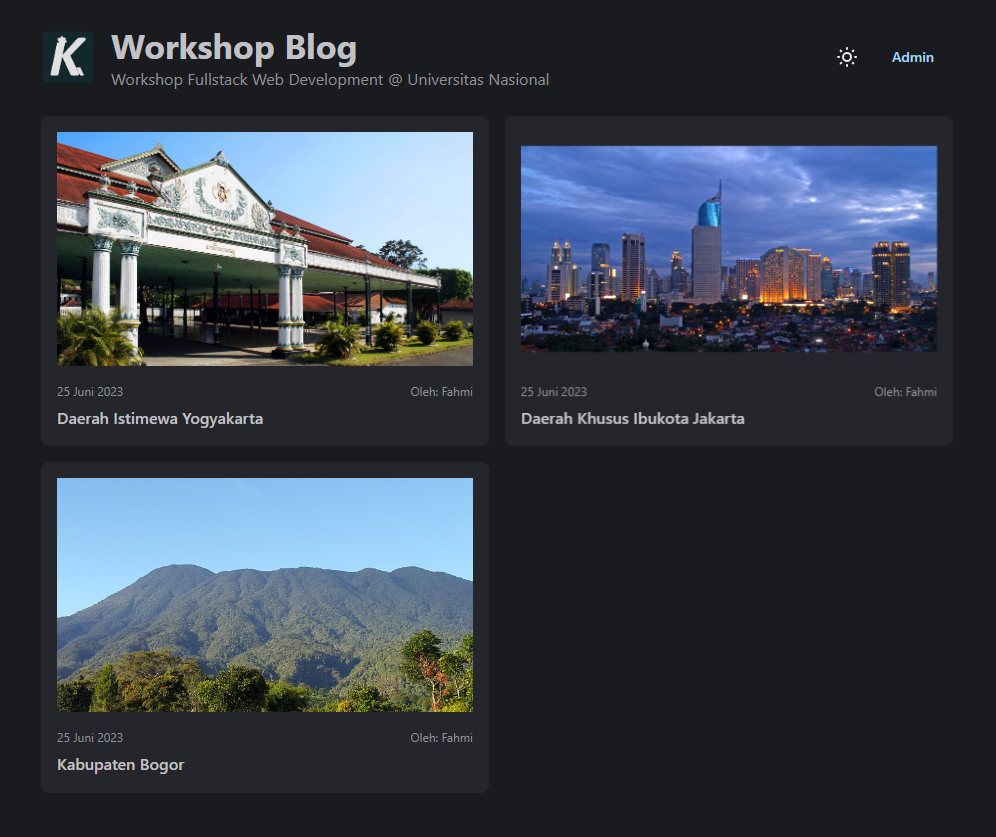 K
Workshop Blog
Workshop Fullstack Web Development @ Universitas Nasional
Admin
25 Juni 2023 Oleh: Fahmi
Daerah Istimewa Yogyakarta
25 Juni 2023 Oleh: Fahmi
Daerah Khusus Ibukota Jakarta
25 Juni 2023 Oleh: Fahmi
Kabupaten Bogor